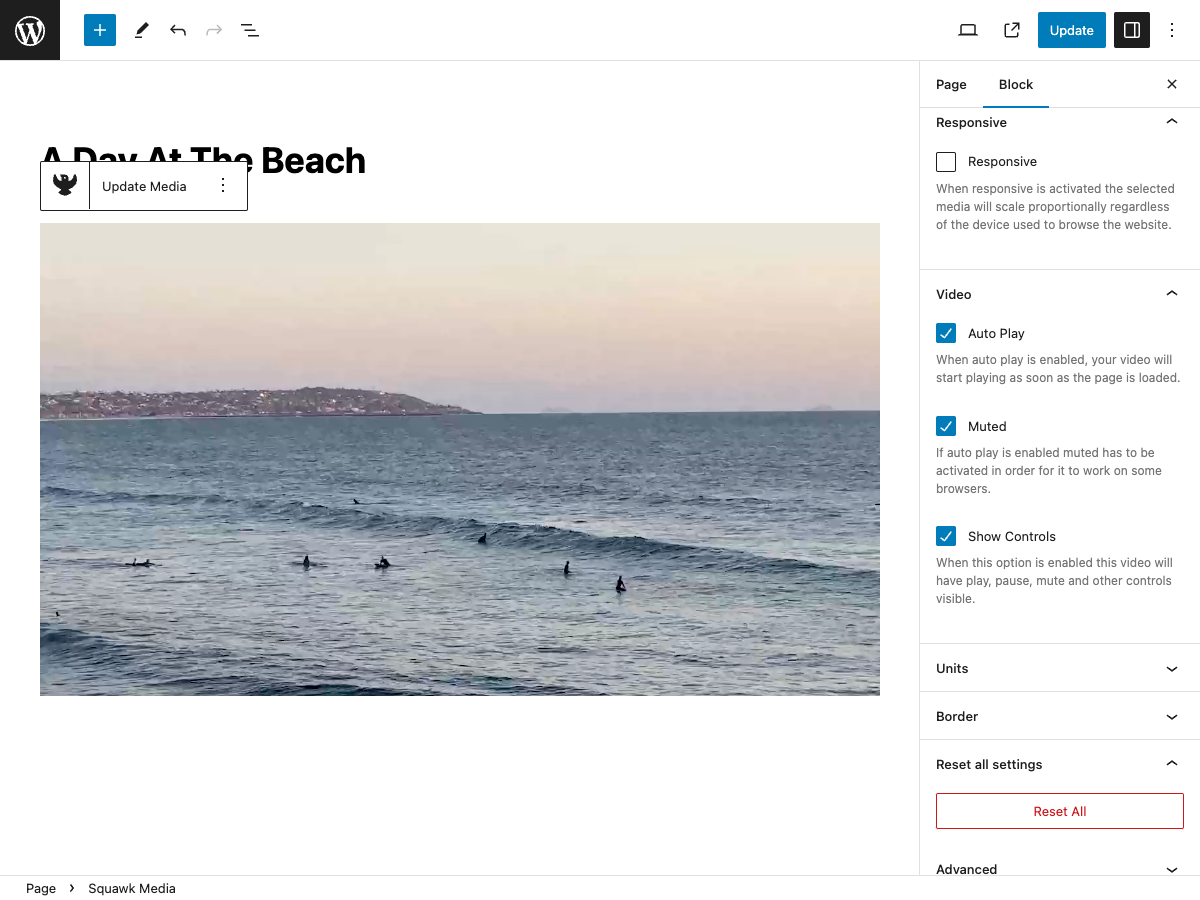 Update
Page
Block
A Day At The Beach
Update Media
Responsive
Responsive
When responsive is activated the selected
media will scale proportionally regardless
of the device used to browse the website.
Video
Auto Play
When auto play is enabled, your video will
start playing as soon as the page is loaded.
Muted
If auto play is enabled muted has to be
activated in order for it to work on some
browsers.
Show Controls
When this option is enabled this video will
have play, pause, mute and other controls
visible.
Units
Border
Reset all settings
Reset All
Advanced
Page › Squawk Media